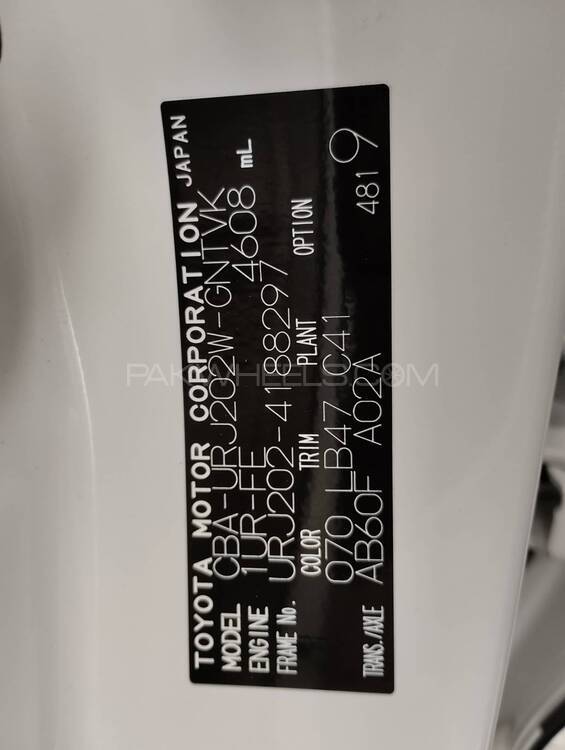 TOYOTA MOTOR CORPORATION JAPAN
MODEL CBA-URJ202W-GNTVK
ENGINE 1UR-FE 4608 mL
FRAME No. URJ202-4188297
COLOR TRIM PLANT OPTION
070 LB47 C41
TRANS./AXLE AB60F A02A 481 9
PAKWHEELS.COM